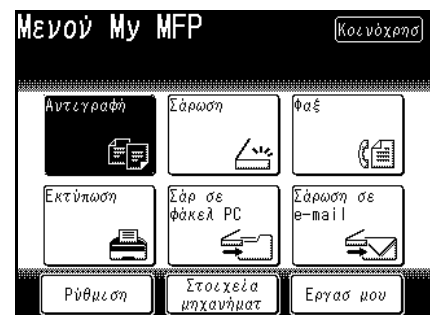 Μενού My MFP
Κοινόχρησ
Αντιγραφή
Σάρωση
Φαξ
Εκτύπωση
Σάρ σε
φάκελ PC
Σάρωση σε
e-mail
Ρύθμιση
Στοιχεία
μηχανήματ
Εργασ μου